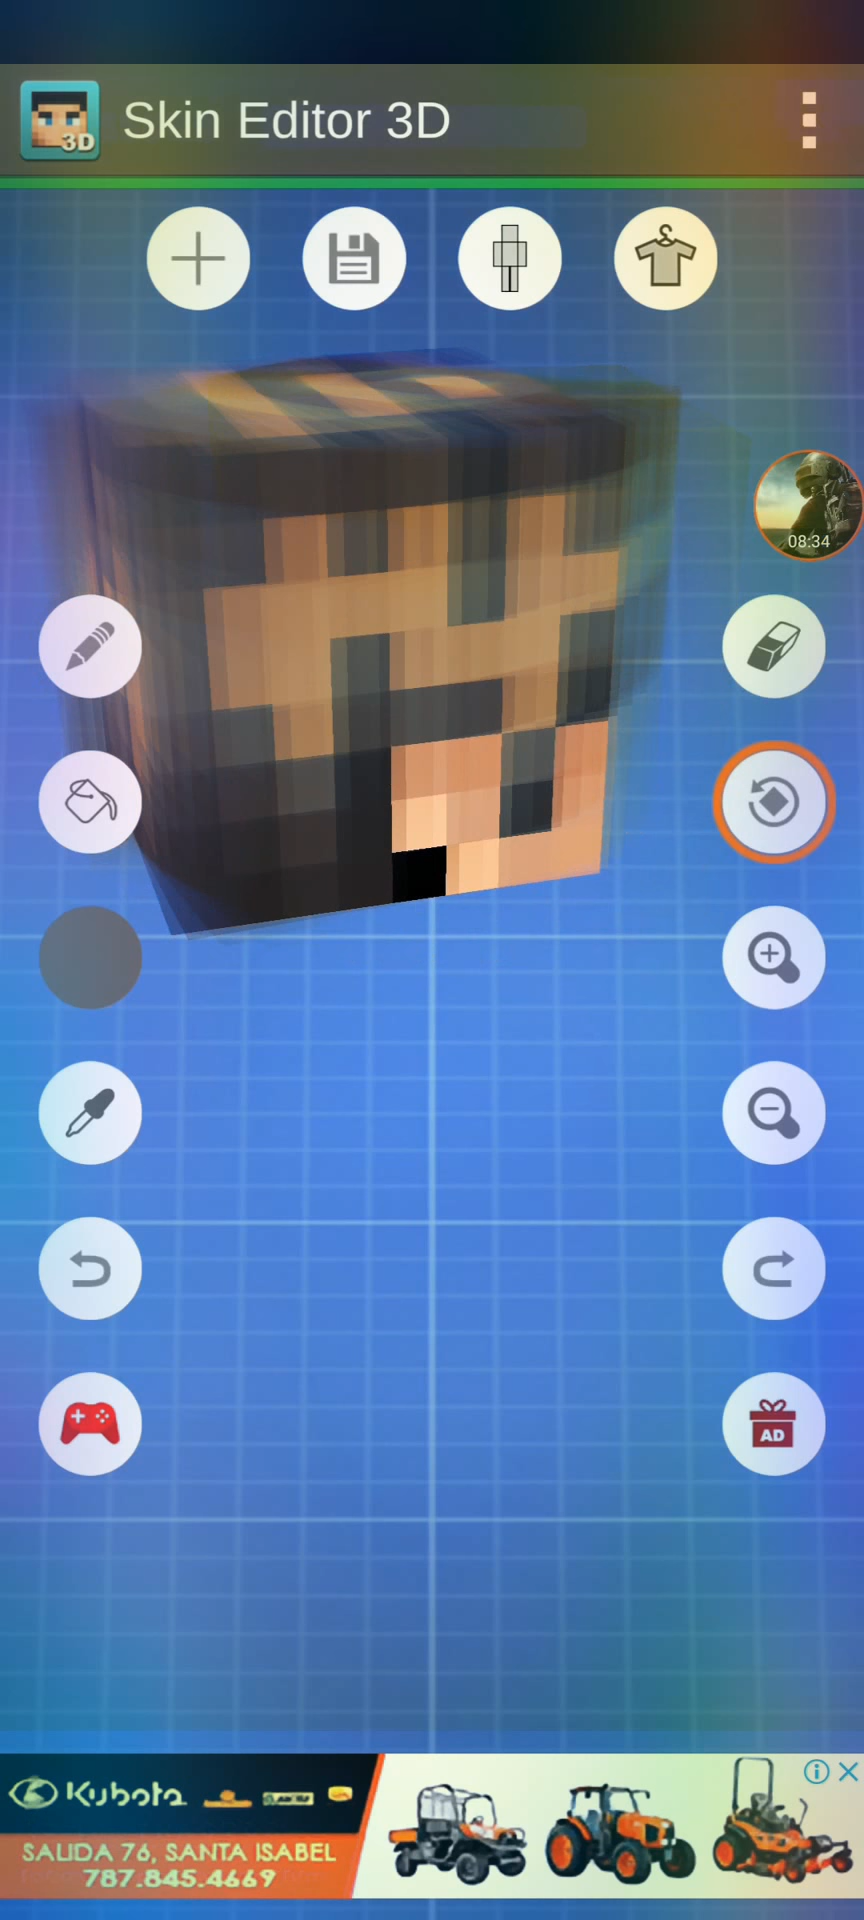 3D
Skin Editor 3D
08:34
AD
Kubota
SALIDA 76, SANTA ISABEL
787.845.4669